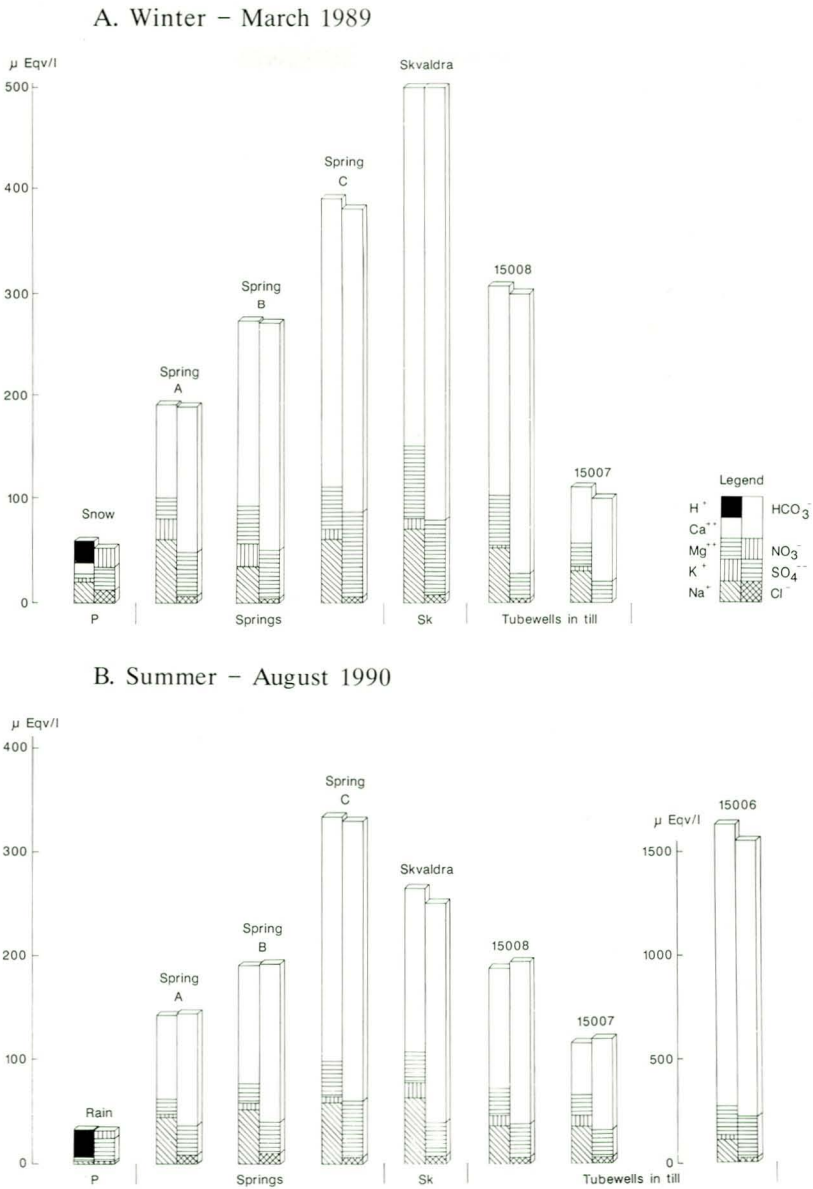 A. Winter – March 1989
μ Eqv/l
500
400
300
200
100
0
Snow
Spring
A
Spring
B
Spring
C
Skvaldra
15008
15007
P
Springs
Sk
Tubewells in till
Legend
H⁺
HCO₃⁻
Ca⁺⁺
Mg⁺⁺
NO₃⁻
K⁺
SO₄⁻⁻
Na⁺
Cl⁻
B. Summer – August 1990
μ Eqv/l
400
300
200
100
0
Rain
Spring
A
Spring
B
Spring
C
Skvaldra
15008
15007
μ Eqv/l
1500
1000
500
0
15006
P
Springs
Sk
Tubewells in till